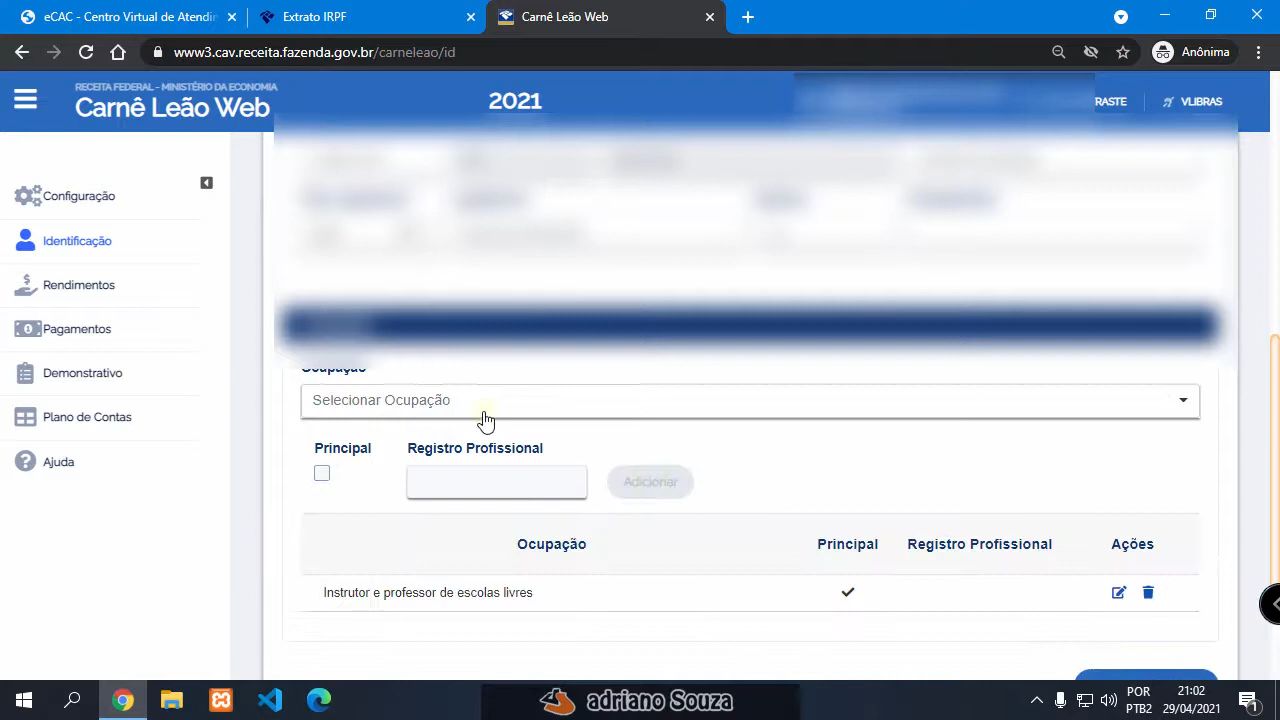 eCAC - Centro Virtual de Atendin
Extrato IRPF
Carnê Leão Web
www3.cav.receita.fazenda.gov.br/carneleao/id
Anônima
RECEITA FEDERAL - MINISTÉRIO DA ECONOMIA
Carnê Leão Web
2021
RASTE
VLIBRAS
Configuração
Identificação
Rendimentos
Pagamentos
Demonstrativo
Plano de Contas
Ajuda
Ocupação
Selecionar Ocupação
Principal
Registro Profissional
Adicionar
Ocupação Principal Registro Profissional Ações
Instrutor e professor de escolas livres
adriano Souza
POR
PTB2
21:02
29/04/2021
1